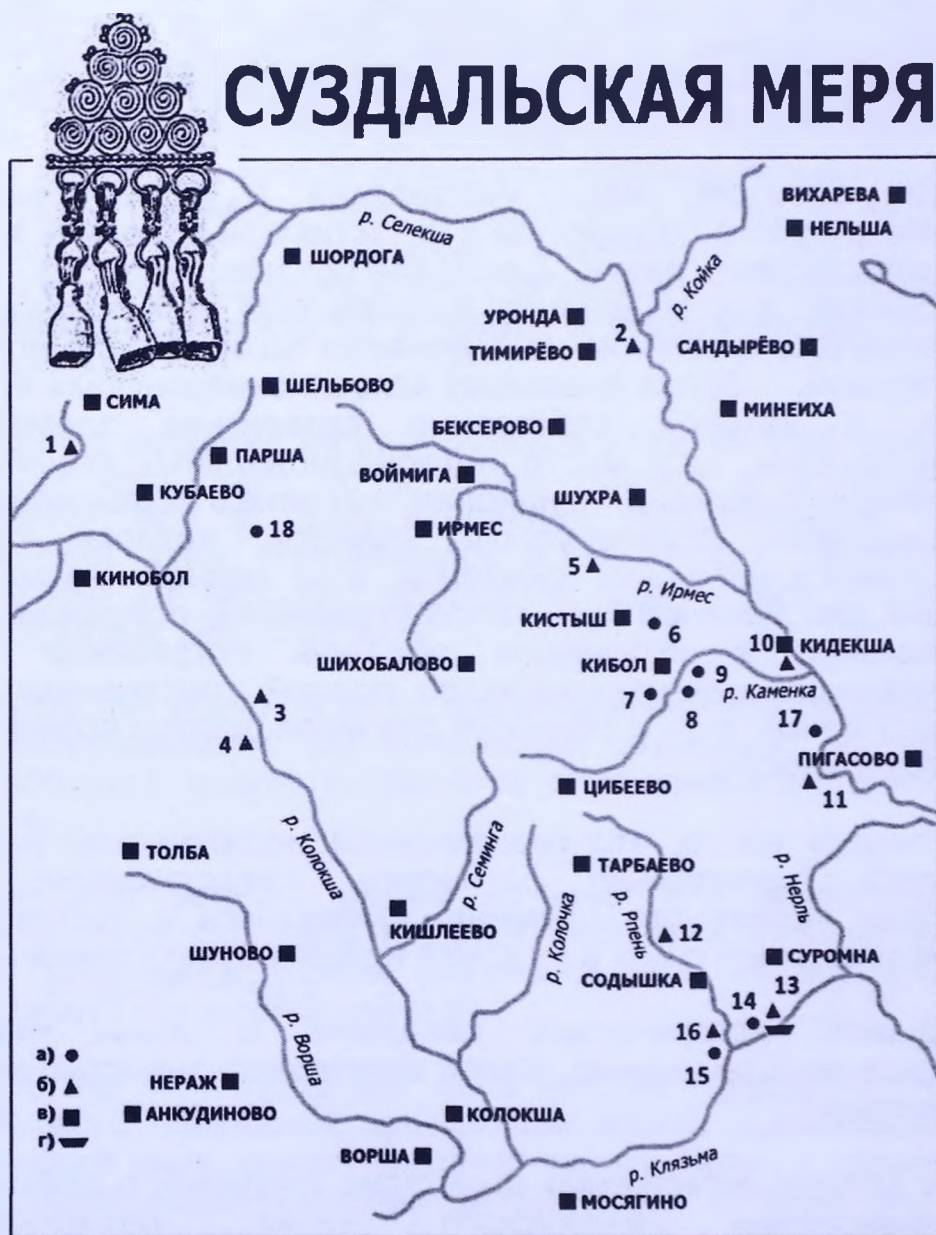 СУЗДАЛЬСКАЯ МЕРЯ
ВИХАРЕВА
НЕЛЬША
р. Селекша
ШОРДОГА
р. Койка
УРОНДА
2
ТИМИРЁВО
САНДЫРЁВО
ШЕЛЬБОВО
СИМА
МИНЕИХА
БЕКСЕРОВО
1
ПАРША
ВОЙМИГА
КУБАЕВО
ШУХРА
18
ИРМЕС
5
КИНОБОЛ
р. Ирмес
КИСТЫШ
6
10
КИДЕКША
ШИХОБАЛОВО
КИБОЛ
9
7
8
р. Каменка
3
17
4
ПИГАСОВО
ЦИБЕЕВО
11
р. Колокша
ТОЛБА
р. Семинга
ТАРБАЕВО
р. Нерль
р. Колочка
р. Рпень
КИШЛЕЕВО
12
ШУНОВО
СУРОМНА
СОДЫШКА
13
14
р. Ворша
16
15
а)
б)
НЕРАЖ
в)
АНКУДИНОВО
КОЛОКША
г)
ВОРША
р. Клязьма
МОСЯГИНО